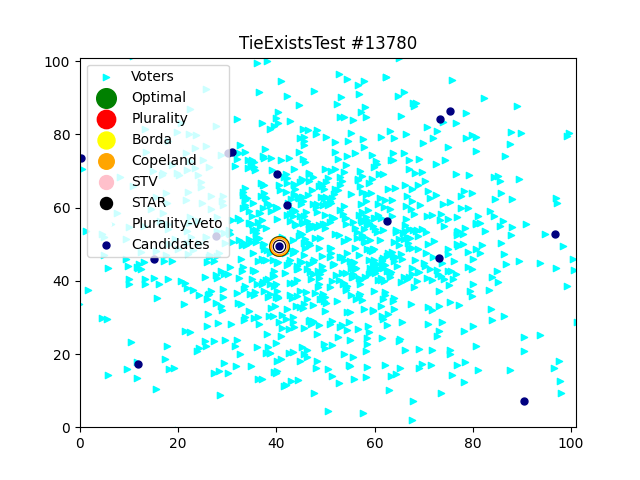 TieExistsTest #13780
100
80
60
40
20
0
Voters
Optimal
Plurality
Borda
Copeland
STV
STAR
Plurality-Veto
Candidates
0 20 40 60 80 100